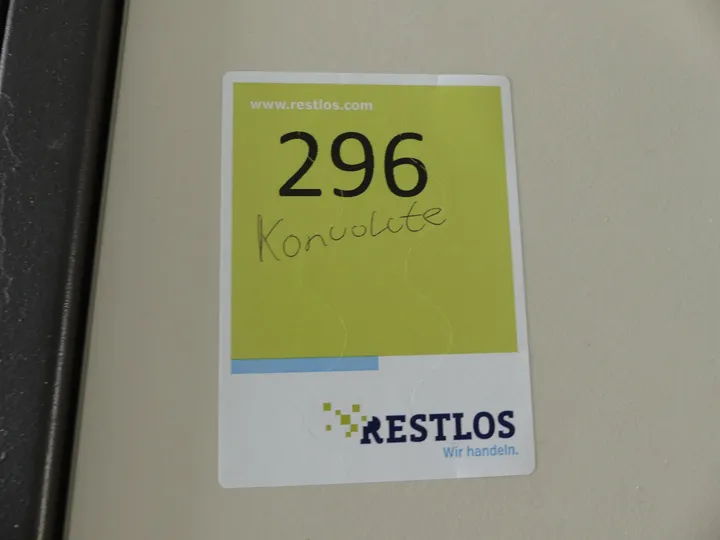 www.restlos.com
296
Konvolute
RESTLOS
Wir handeln.